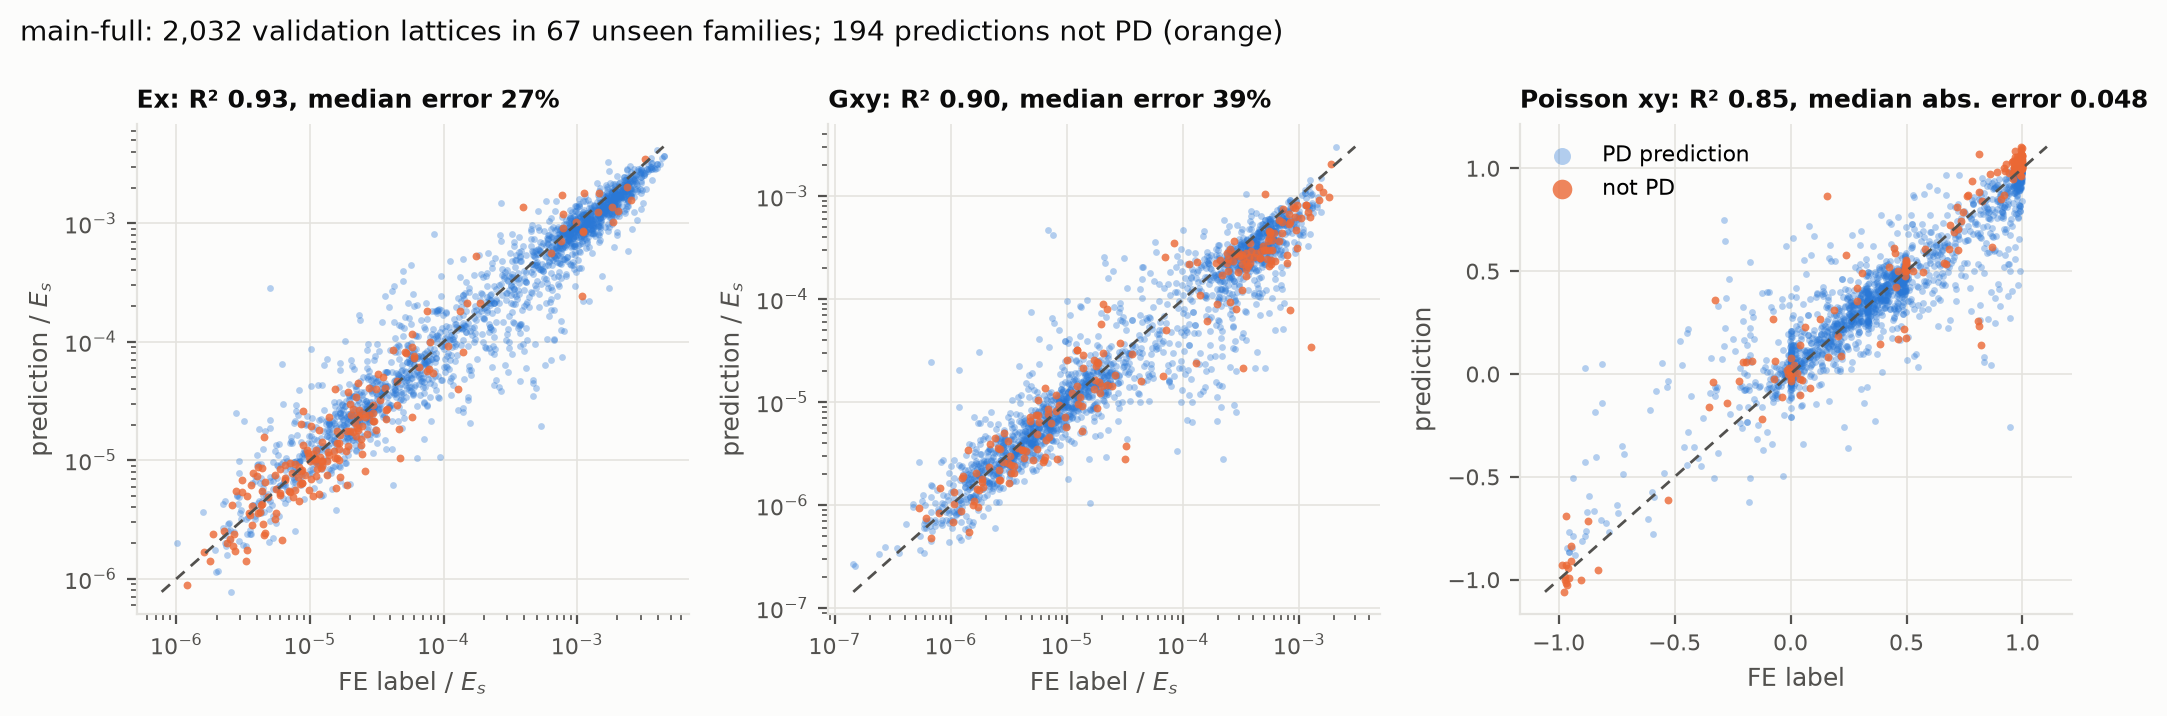 main-full: 2,032 validation lattices in 67 unseen families; 194 predictions not PD (orange)
Ex: R² 0.93, median error 27%
prediction / Eₛ
10⁻³
10⁻⁴
10⁻⁵
10⁻⁶
10⁻⁶ 10⁻⁵ 10⁻⁴ 10⁻³
FE label / Eₛ
Gxy: R² 0.90, median error 39%
prediction / Eₛ
10⁻³
10⁻⁴
10⁻⁵
10⁻⁶
10⁻⁷
10⁻⁷ 10⁻⁶ 10⁻⁵ 10⁻⁴ 10⁻³
FE label / Eₛ
Poisson xy: R² 0.85, median abs. error 0.048
PD prediction
not PD
prediction
1.0
0.5
0.0
−0.5
−1.0
−1.0 −0.5 0.0 0.5 1.0
FE label